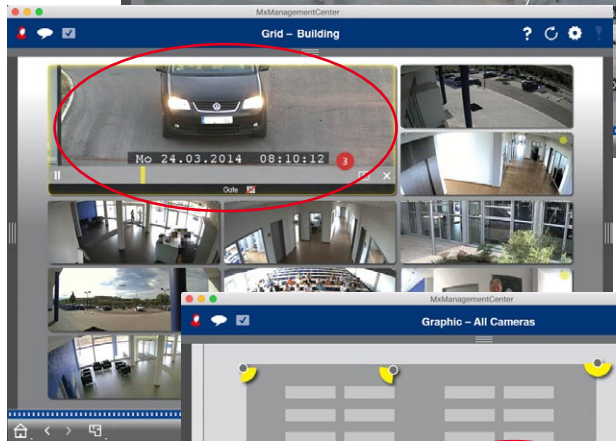 MxManagementCenter
Grid – Building
?
Mo 24.03.2014 08:10:12
3
Gate
MxManagementCenter
Graphic – All Cameras